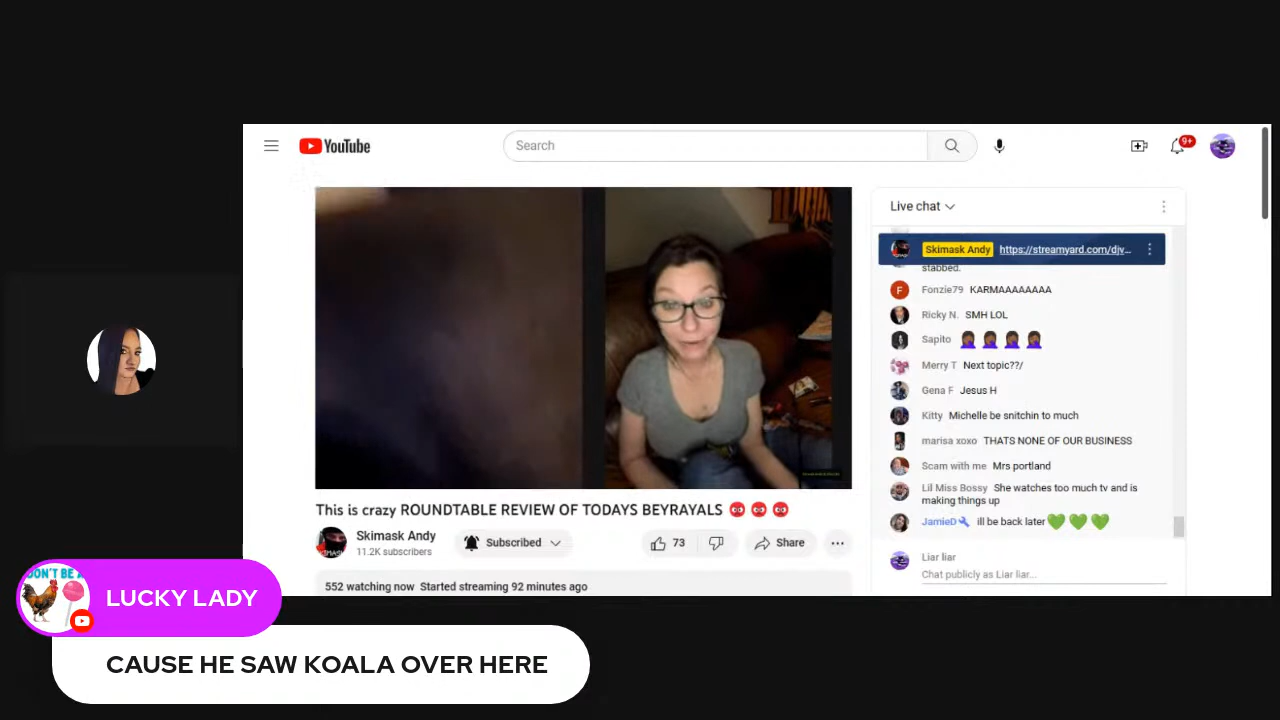 YouTube
Search
9+
Live chat
Skimask Andy https://streamyard.com/djv...
stabbed.
Fonzie79 KARMAAAAAAAA
Ricky N. SMH LOL
Sapito
Merry T Next topic??/
Gena F Jesus H
Kitty Michelle be snitchin to much
marisa xoxo THATS NONE OF OUR BUSINESS
Scam with me Mrs portland
Lil Miss Bossy She watches too much tv and is
making things up
JamieD ill be back later
Liar liar
Chat publicly as Liar liar...
This is crazy ROUNDTABLE REVIEW OF TODAYS BEYRAYALS
Skimask Andy
11.2K subscribers
Subscribed
73
Share
552 watching now Started streaming 92 minutes ago
DON'T BE A
LUCKY LADY
CAUSE HE SAW KOALA OVER HERE